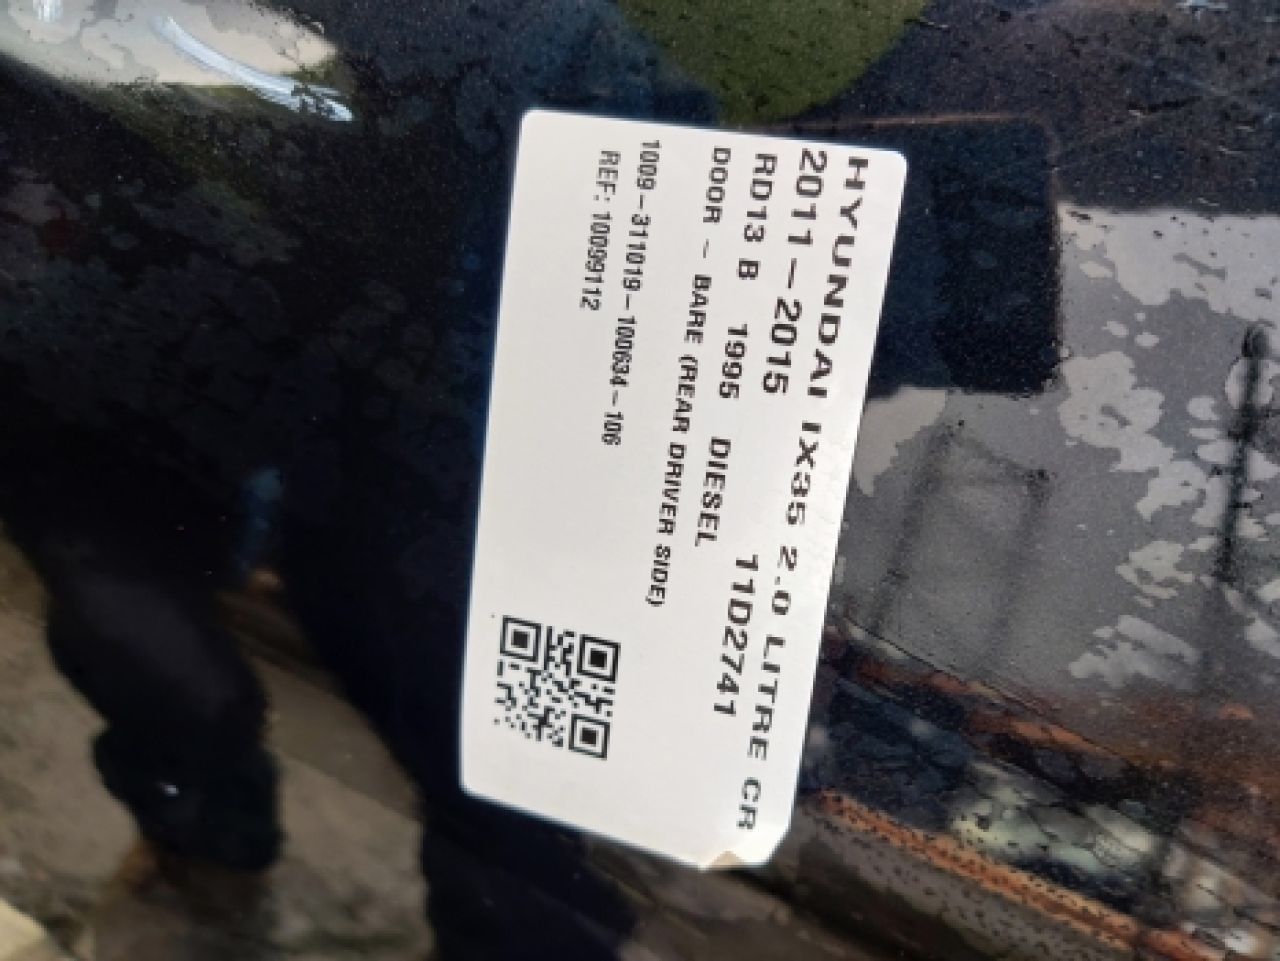 HYUNDAI IX35 2.0 LITRE CR
2011-2015 11D2741
RD13 B 1995 DIESEL
DOOR - BARE (REAR DRIVER SIDE)
1009-311019-100634-106
REF: 10099112